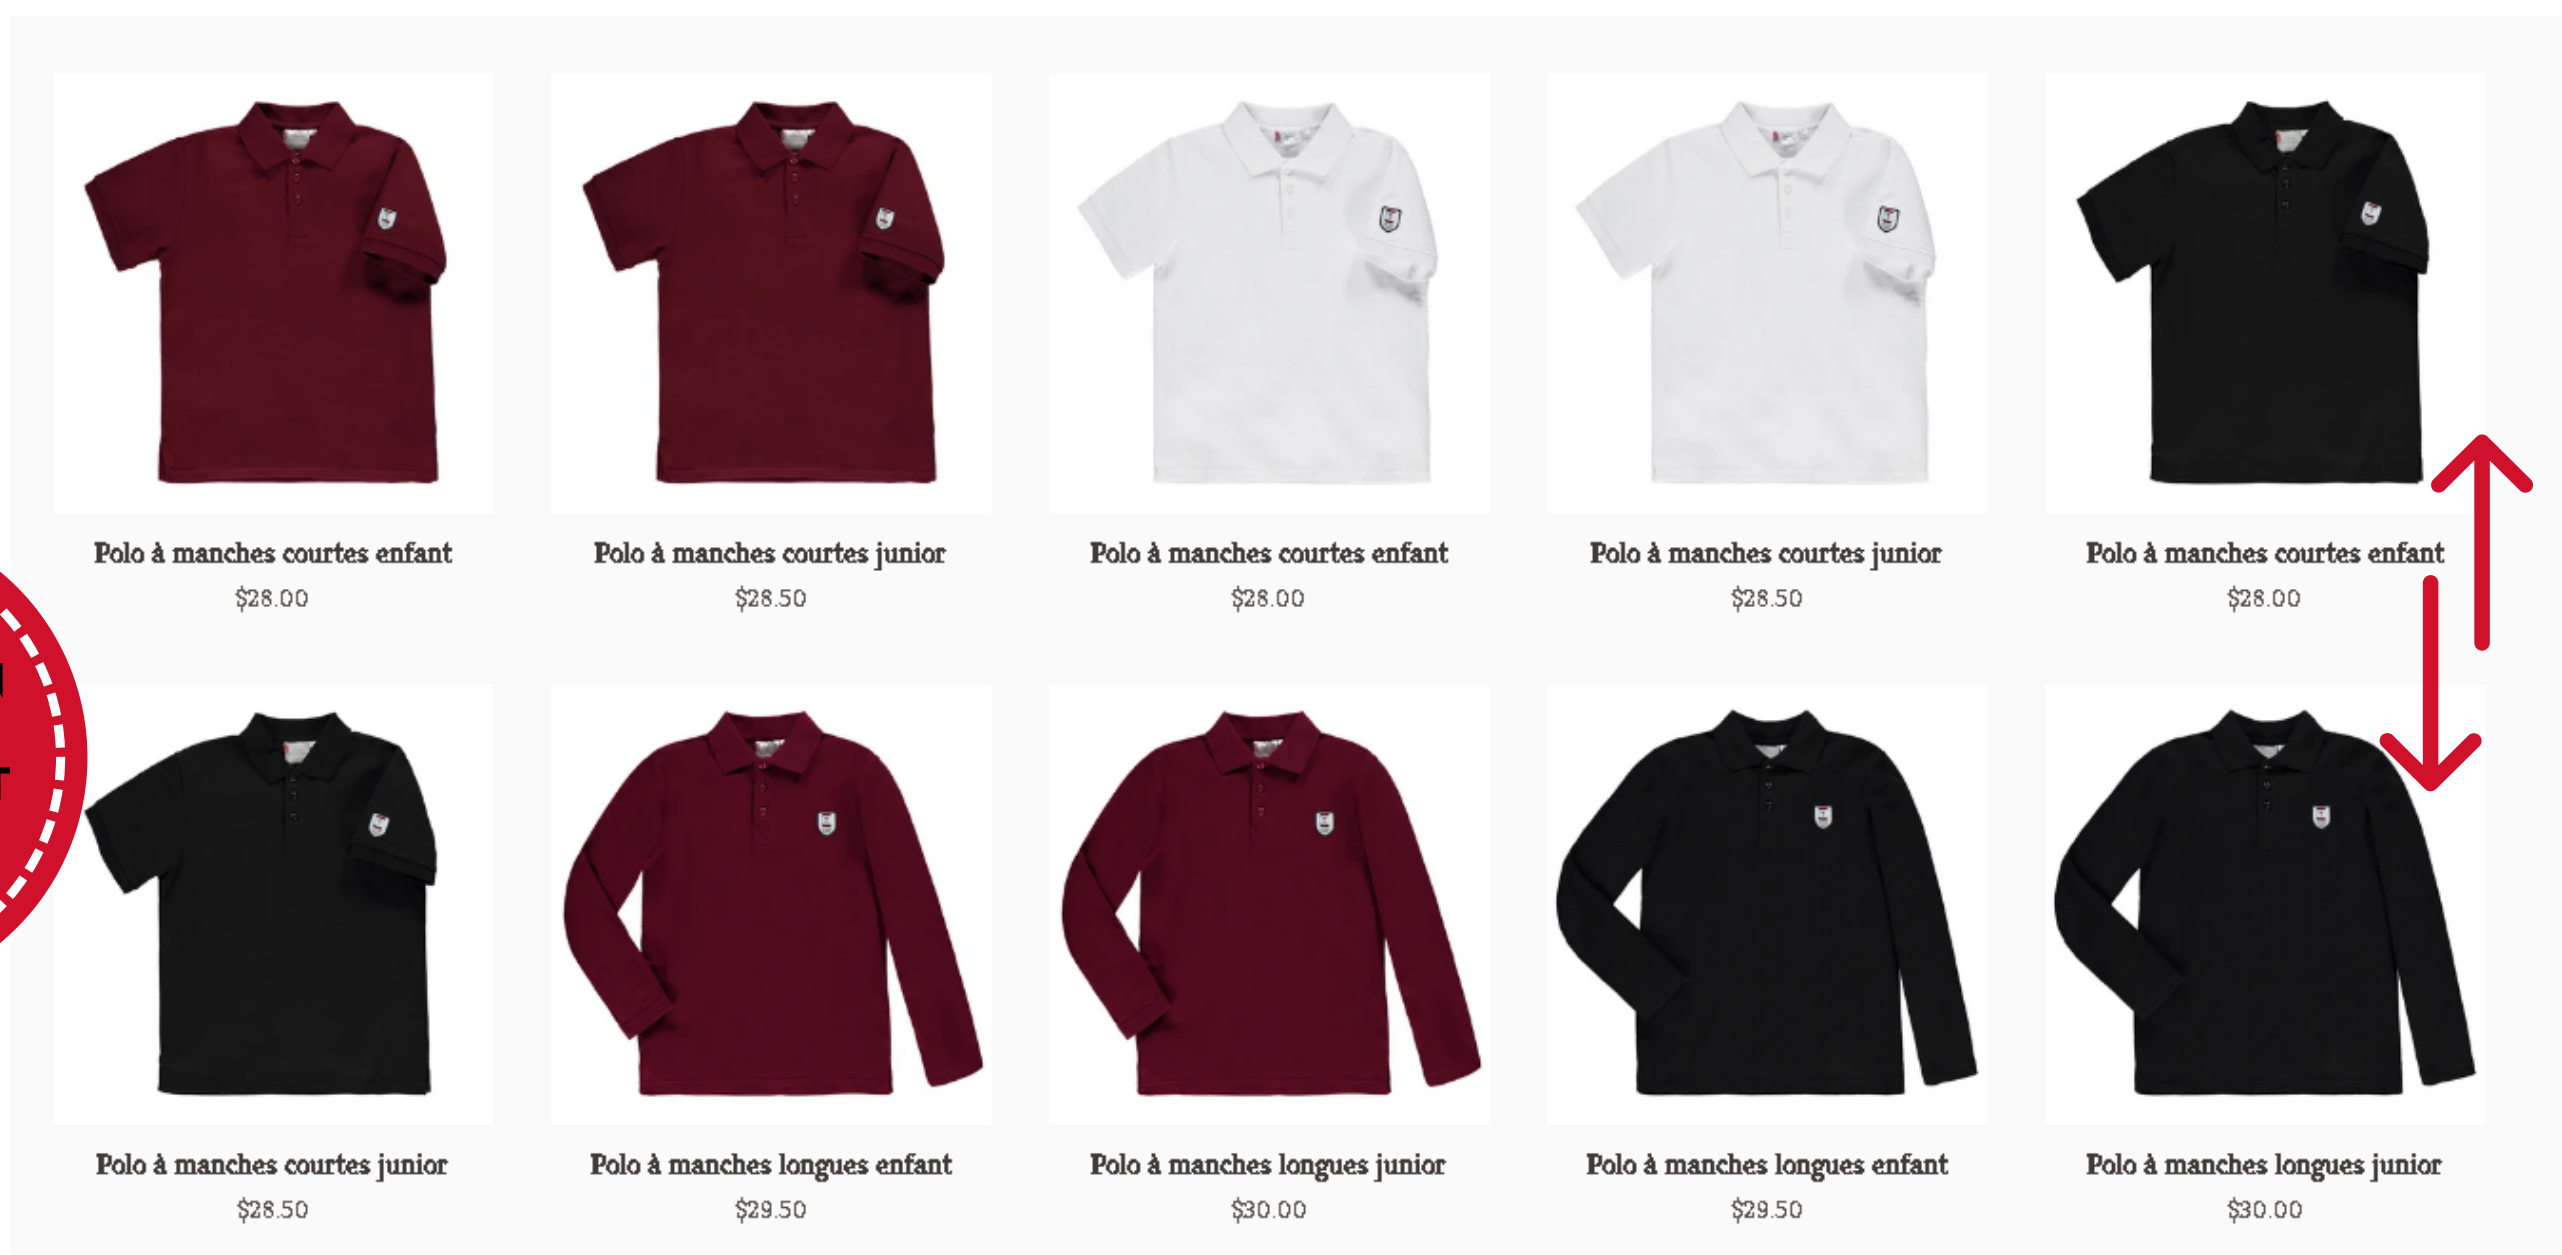 Polo à manches courtes enfant
$28.00
Polo à manches courtes junior
$28.50
Polo à manches courtes enfant
$28.00
Polo à manches courtes junior
$28.50
Polo à manches courtes enfant
$28.00
Polo à manches courtes junior
$28.50
Polo à manches longues enfant
$29.50
Polo à manches longues junior
$30.00
Polo à manches longues enfant
$29.50
Polo à manches longues junior
$30.00